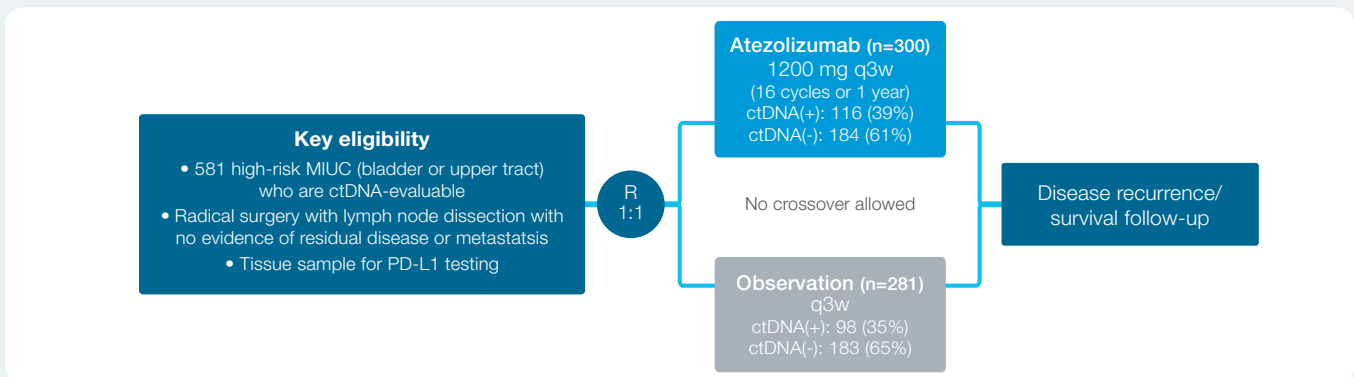 Key eligibility
• 581 high-risk MIUC (bladder or upper tract)
who are ctDNA-evaluable
• Radical surgery with lymph node dissection with
no evidence of residual disease or metastatsis
• Tissue sample for PD-L1 testing
R
1:1
Atezolizumab (n=300)
1200 mg q3w
(16 cycles or 1 year)
ctDNA(+): 116 (39%)
ctDNA(-): 184 (61%)
No crossover allowed
Observation (n=281)
q3w
ctDNA(+): 98 (35%)
ctDNA(-): 183 (65%)
Disease recurrence/
survival follow-up